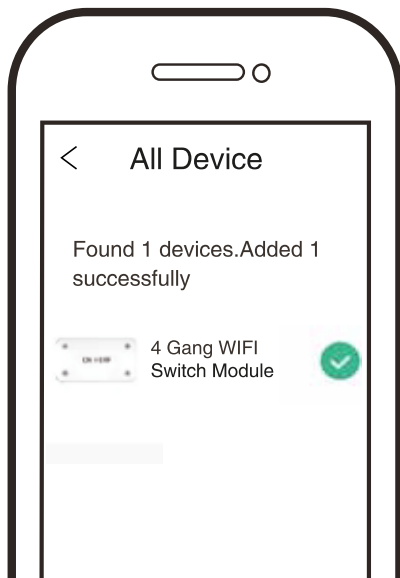 All Device
Found 1 devices.Added 1
successfully
4 Gang WIFI
Switch Module